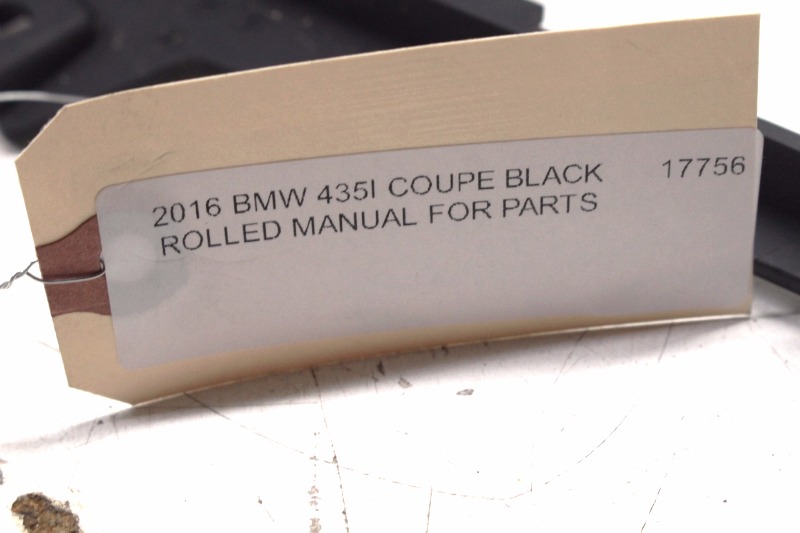 2016 BMW 435I COUPE BLACK 17756
ROLLED MANUAL FOR PARTS